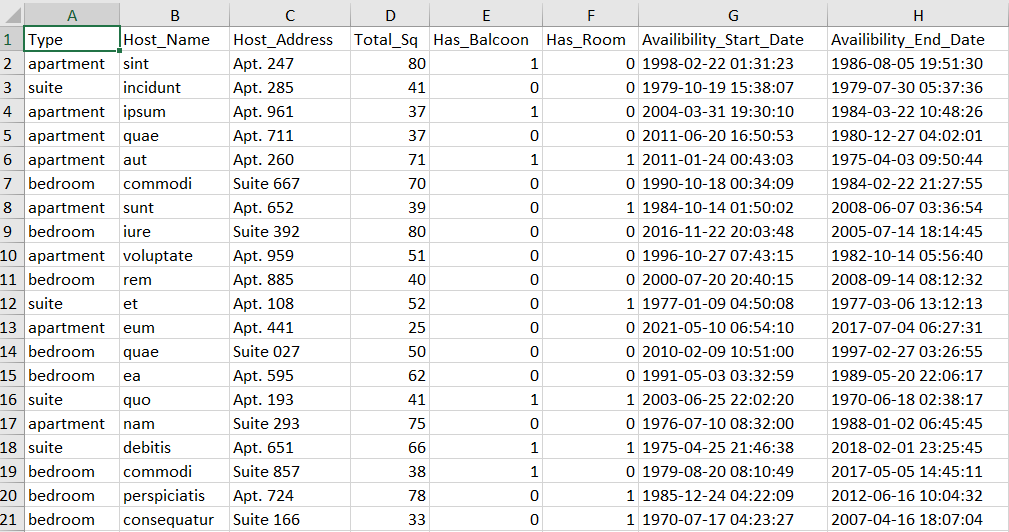 A B C D E F G H
1 Type Host_Name Host_Address Total_Sq Has_Balcoon Has_Room Availibility_Start_Date Availibility_End_Date
2 apartment sint Apt. 247 80 1 0 1998-02-22 01:31:23 1986-08-05 19:51:30
3 suite incidunt Apt. 285 41 0 0 1979-10-19 15:38:07 1979-07-30 05:37:36
4 apartment ipsum Apt. 961 37 1 0 2004-03-31 19:30:10 1984-03-22 10:48:26
5 apartment quae Apt. 711 37 0 0 2011-06-20 16:50:53 1980-12-27 04:02:01
6 apartment aut Apt. 260 71 1 1 2011-01-24 00:43:03 1975-04-03 09:50:44
7 bedroom commodi Suite 667 70 0 0 1990-10-18 00:34:09 1984-02-22 21:27:55
8 apartment sunt Apt. 652 39 0 1 1984-10-14 01:50:02 2008-06-07 03:36:54
9 bedroom iure Suite 392 80 0 0 2016-11-22 20:03:48 2005-07-14 18:14:45
10 apartment voluptate Apt. 959 51 0 0 1996-10-27 07:43:15 1982-10-14 05:56:40
11 bedroom rem Apt. 885 40 0 0 2000-07-20 20:40:15 2008-09-14 08:12:32
12 suite et Apt. 108 52 0 1 1977-01-09 04:50:08 1977-03-06 13:12:13
13 apartment eum Apt. 441 25 0 0 2021-05-10 06:54:10 2017-07-04 06:27:31
14 bedroom quae Suite 027 50 0 0 2010-02-09 10:51:00 1997-02-27 03:26:55
15 bedroom ea Apt. 595 62 0 0 1991-05-03 03:32:59 1989-05-20 22:06:17
16 suite quo Apt. 193 41 1 1 2003-06-25 22:02:20 1970-06-18 02:38:17
17 apartment nam Suite 293 75 0 0 1976-07-10 08:32:00 1988-01-02 06:45:45
18 suite debitis Apt. 651 66 1 1 1975-04-25 21:46:38 2018-02-01 23:25:45
19 bedroom commodi Suite 857 38 1 0 1979-08-20 08:10:49 2017-05-05 14:45:11
20 bedroom perspiciatis Apt. 724 78 0 1 1985-12-24 04:22:09 2012-06-16 10:04:32
21 bedroom consequatur Suite 166 33 0 1 1970-07-17 04:23:27 2007-04-16 18:07:04